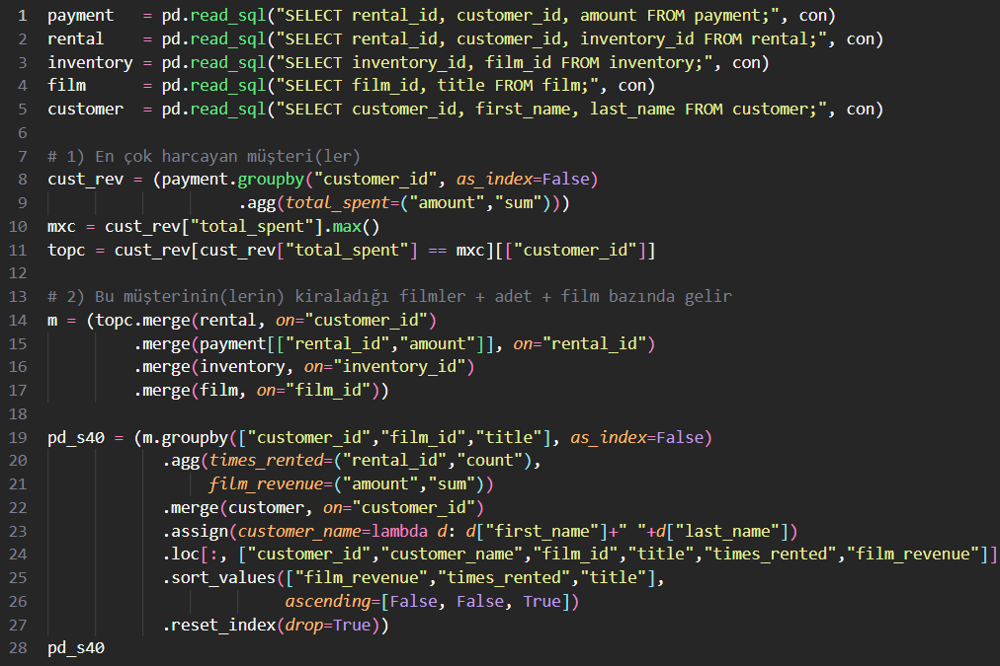 1 payment   = pd.read_sql("SELECT rental_id, customer_id, amount FROM payment;", con)
2 rental    = pd.read_sql("SELECT rental_id, customer_id, inventory_id FROM rental;", con)
3 inventory = pd.read_sql("SELECT inventory_id, film_id FROM inventory;", con)
4 film      = pd.read_sql("SELECT film_id, title FROM film;", con)
5 customer  = pd.read_sql("SELECT customer_id, first_name, last_name FROM customer;", con)
6
7 # 1) En çok harcayan müşteri(ler)
8 cust_rev = (payment.groupby("customer_id", as_index=False)
9                     .agg(total_spent=("amount","sum")))
10 mxc = cust_rev["total_spent"].max()
11 topc = cust_rev[cust_rev["total_spent"] == mxc][["customer_id"]]
12
13 # 2) Bu müşterinin(lerin) kiraladığı filmler + adet + film bazında gelir
14 m = (topc.merge(rental, on="customer_id")
15          .merge(payment[["rental_id","amount"]], on="rental_id")
16          .merge(inventory, on="inventory_id")
17          .merge(film, on="film_id"))
18
19 pd_s40 = (m.groupby(["customer_id","film_id","title"], as_index=False)
20             .agg(times_rented=("rental_id","count"),
21                  film_revenue=("amount","sum"))
22             .merge(customer, on="customer_id")
23             .assign(customer_name=lambda d: d["first_name"]+" "+d["last_name"])
24             .loc[:, ["customer_id","customer_name","film_id","title","times_rented","film_revenue"]]
25             .sort_values(["film_revenue","times_rented","title"],
26                          ascending=[False, False, True])
27             .reset_index(drop=True))
28 pd_s40